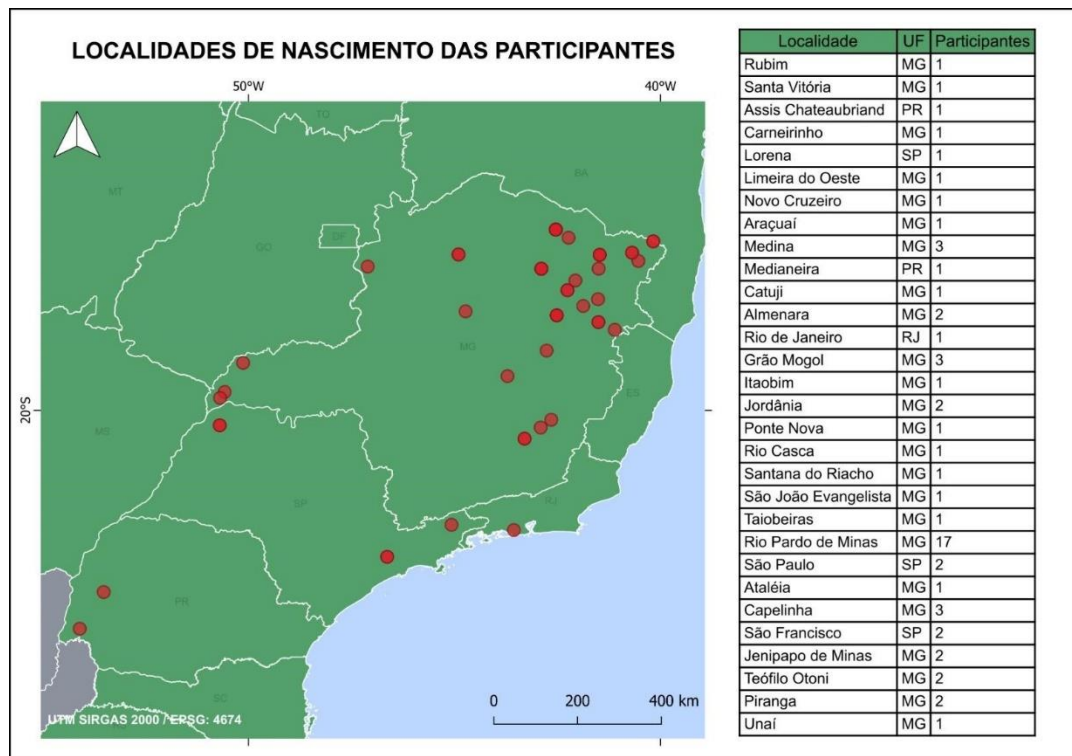 LOCALIDADES DE NASCIMENTO DAS PARTICIPANTES
50°W 40°W
20°S
TO
MT
BA
DF
GO
MG
ES
MS
SP
RJ
PR
SC
0 200 400 km
UTM SIRGAS 2000 / EPSG: 4674
Localidade UF Participantes
Rubim MG 1
Santa Vitória MG 1
Assis Chateaubriand PR 1
Carneirinho MG 1
Lorena SP 1
Limeira do Oeste MG 1
Novo Cruzeiro MG 1
Araçuaí MG 1
Medina MG 3
Medianeira PR 1
Catuji MG 1
Almenara MG 2
Rio de Janeiro RJ 1
Grão Mogol MG 3
Itaobim MG 1
Jordânia MG 2
Ponte Nova MG 1
Rio Casca MG 1
Santana do Riacho MG 1
São João Evangelista MG 1
Taiobeiras MG 1
Rio Pardo de Minas MG 17
São Paulo SP 2
Ataléia MG 1
Capelinha MG 3
São Francisco SP 2
Jenipapo de Minas MG 2
Teófilo Otoni MG 2
Piranga MG 2
Unaí MG 1